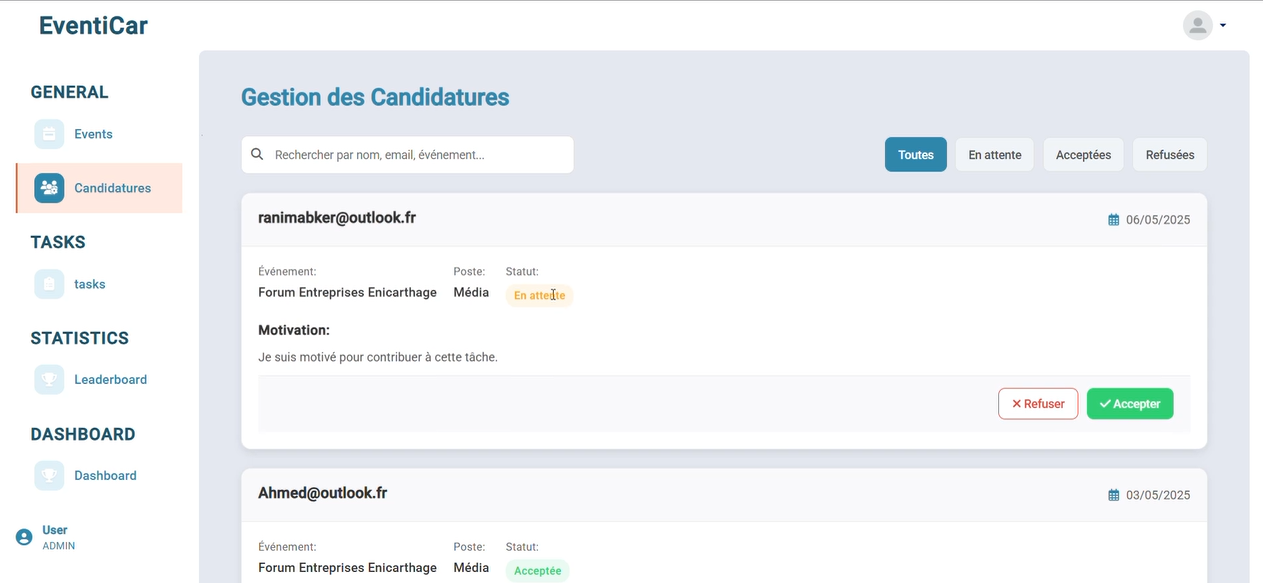 EventiCar
GENERAL
Events
Candidatures
TASKS
tasks
STATISTICS
Leaderboard
DASHBOARD
Dashboard
User
ADMIN
Gestion des Candidatures
Rechercher par nom, email, événement...
Toutes
En attente
Acceptées
Refusées
ranimabker@outlook.fr
06/05/2025
Événement: Poste: Statut:
Forum Entreprises Enicarthage Média En attente
Motivation:
Je suis motivé pour contribuer à cette tâche.
Refuser
Accepter
Ahmed@outlook.fr
03/05/2025
Événement: Poste: Statut:
Forum Entreprises Enicarthage Média Acceptée